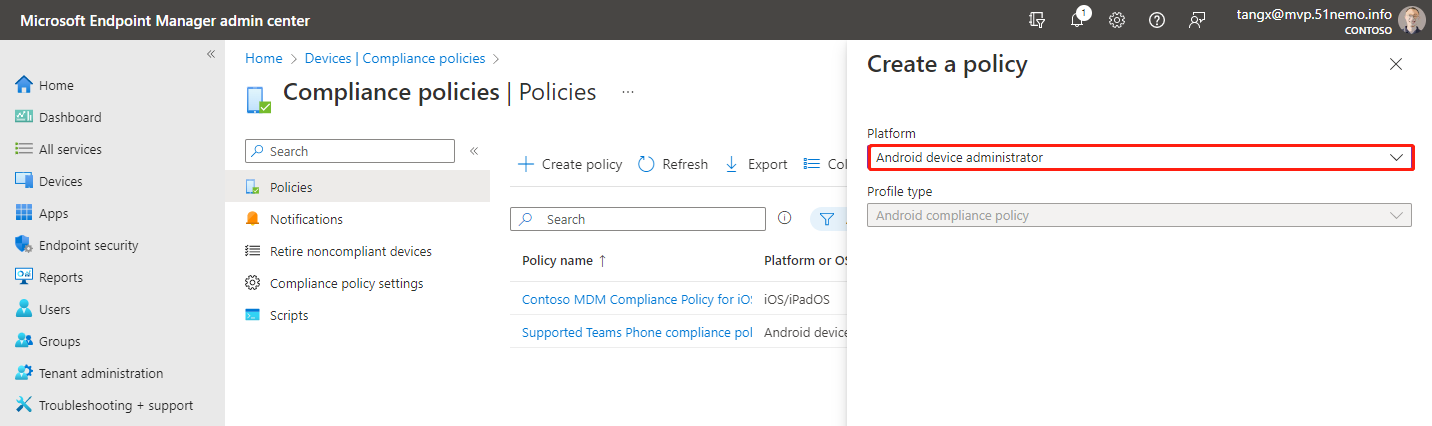 Microsoft Endpoint Manager admin center
1
tangx@mvp.51nemo.info
CONTOSO
Home
Dashboard
All services
Devices
Apps
Endpoint security
Reports
Users
Groups
Tenant administration
Troubleshooting + support
Home > Devices | Compliance policies >
Compliance policies | Policies ...
Search
Policies
Notifications
Retire noncompliant devices
Compliance policy settings
Scripts
+ Create policy Refresh Export Col
Search
Policy name ↑ Platform or OS
Contoso MDM Compliance Policy for iOS iOS/iPadOS
Supported Teams Phone compliance pol Android device
Create a policy
Platform
Android device administrator
Profile type
Android compliance policy